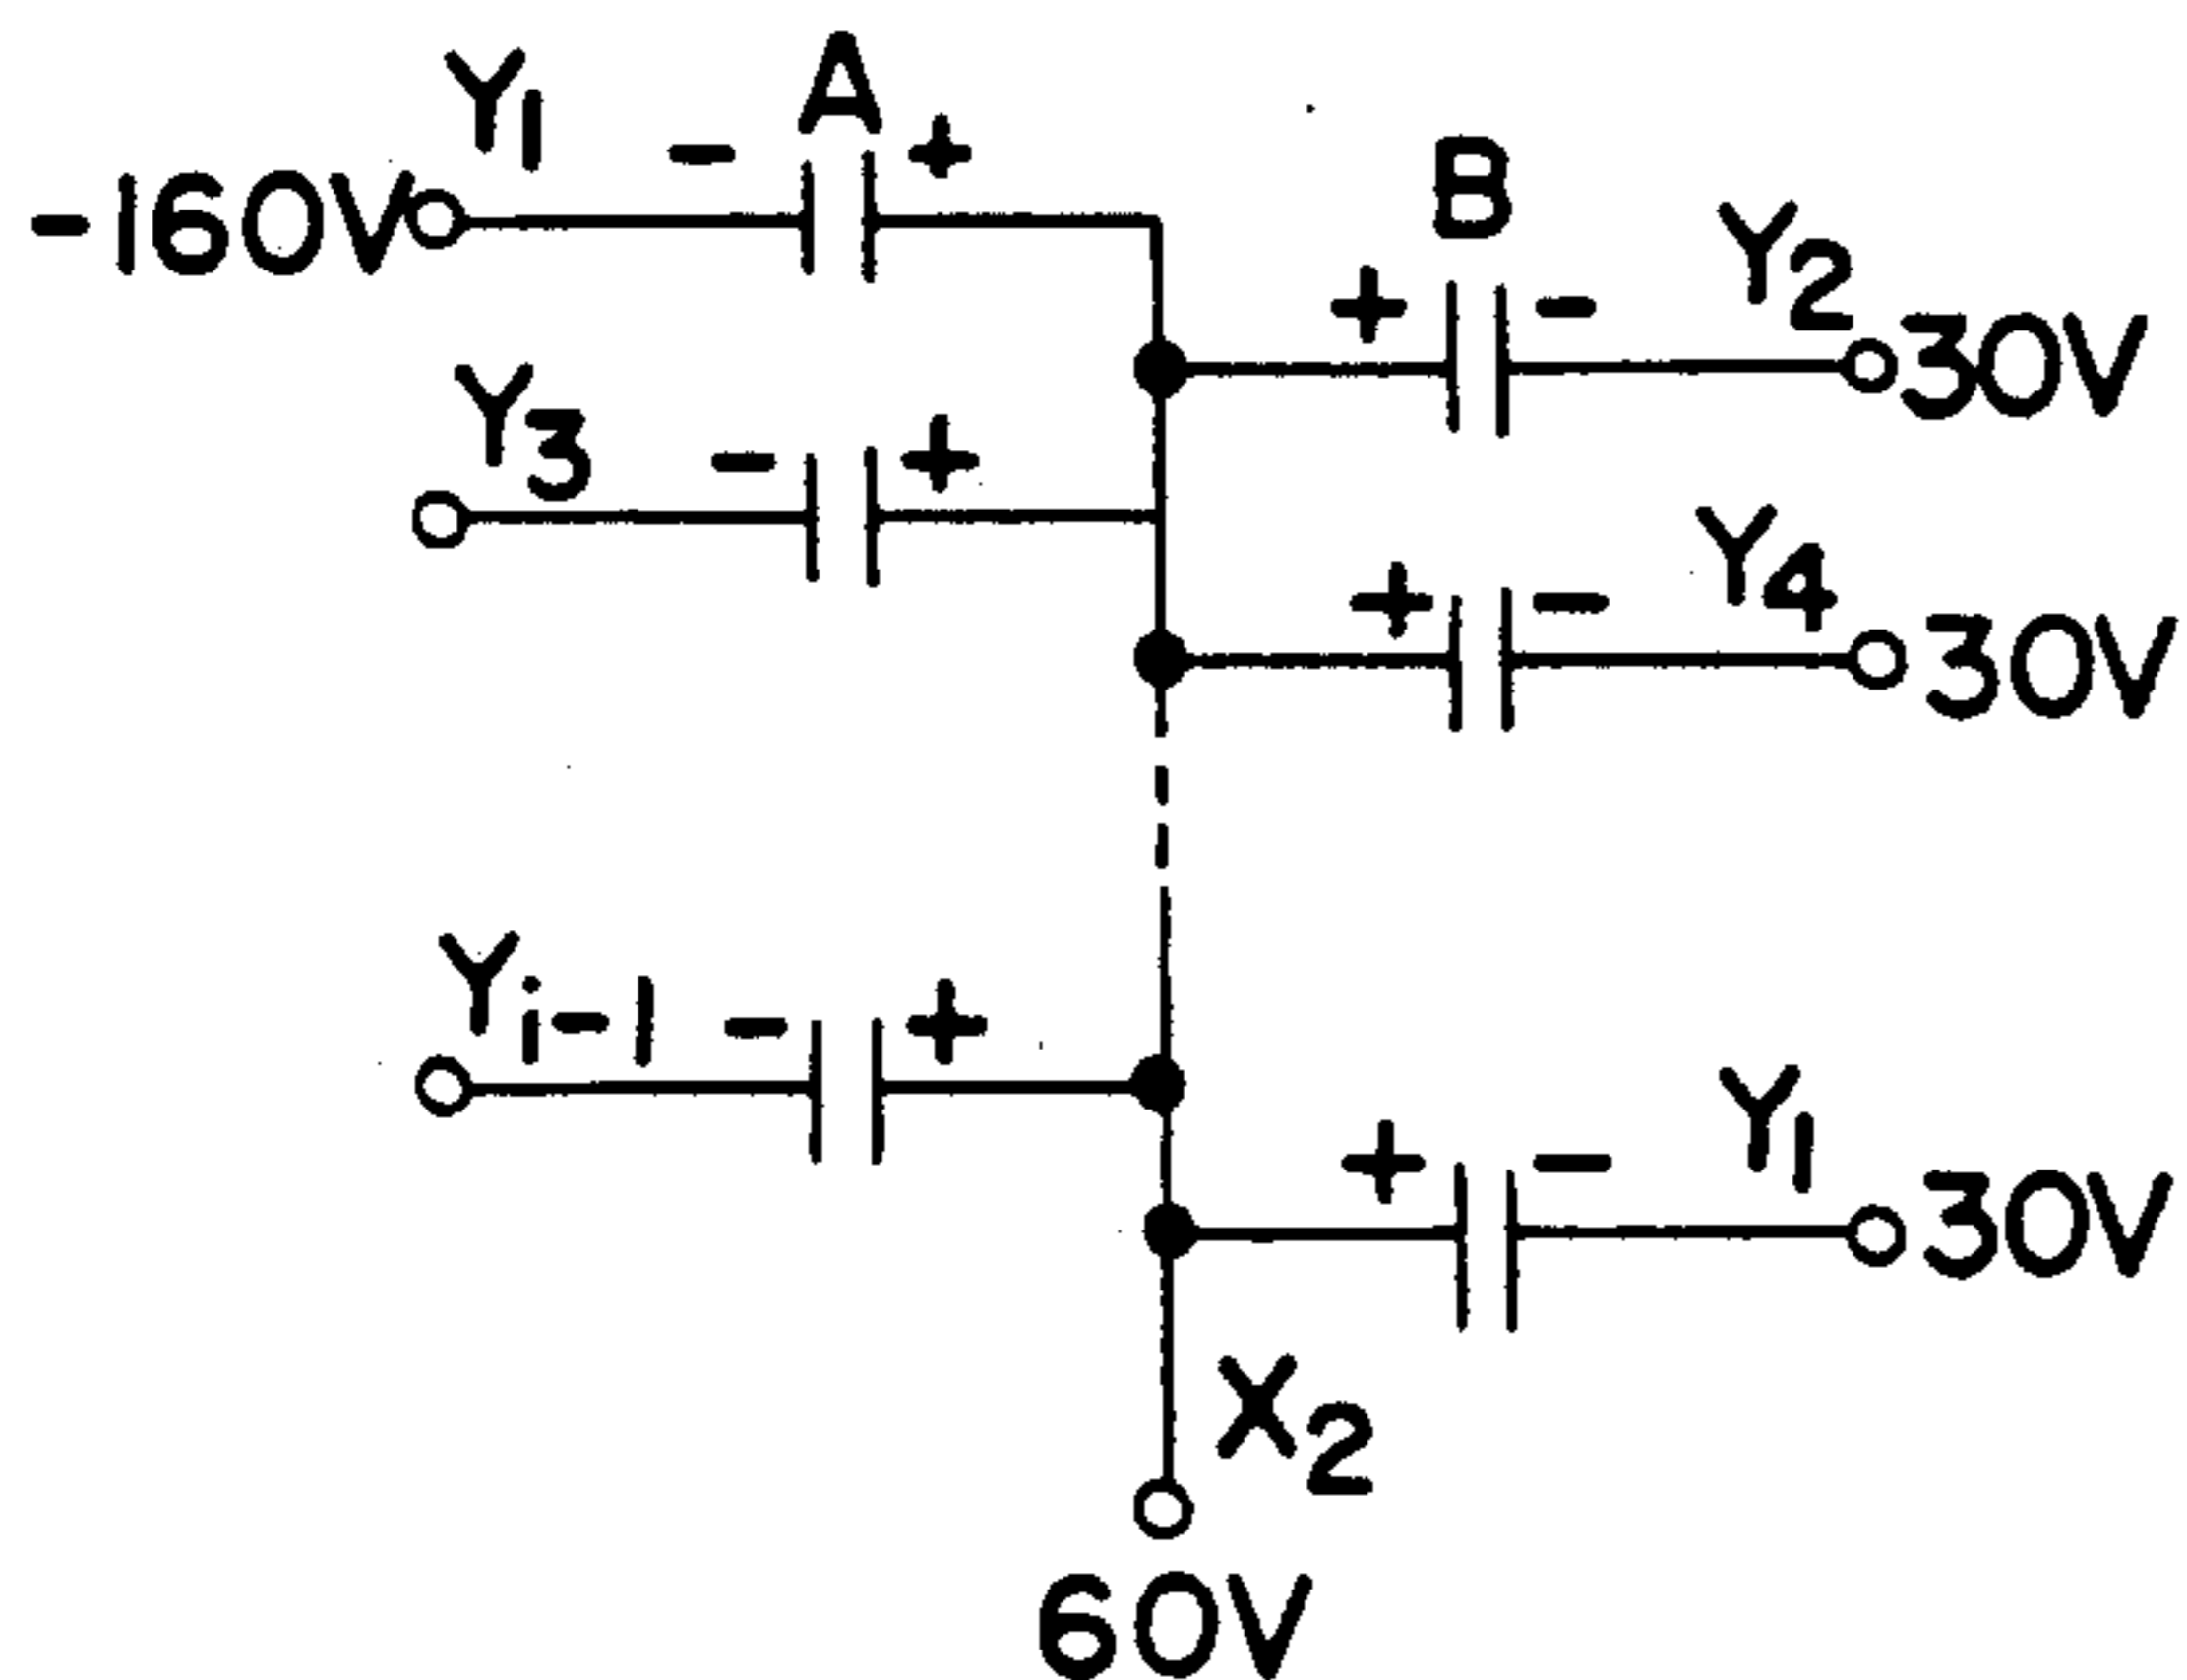 Y1 - A +
-160V
B
+ - Y2
30V
Y3 - +
+ - Y4
30V
Yi-1 - +
+ - Y1
30V
X2
60V